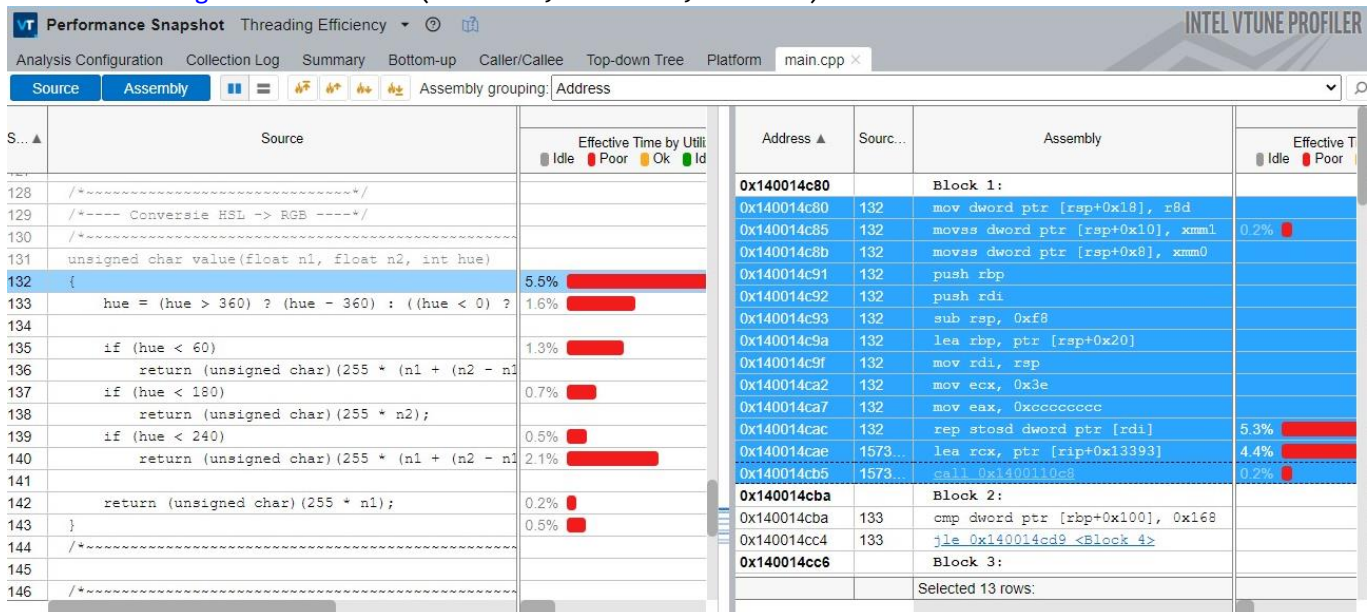 Performance Snapshot Threading Efficiency
INTEL VTUNE PROFILER
Analysis Configuration Collection Log Summary Bottom-up Caller/Callee Top-down Tree Platform main.cpp ×
Source Assembly Assembly grouping: Address
S... ▲ Source Effective Time by Utili
Idle Poor Ok Id
128 /*~~~~~~~~~~~~~~~~~~~~~~~~~~~~~~~*/
129 /*---- Conversie HSL -> RGB ----*/
130 /*~~~~~~~~~~~~~~~~~~~~~~~~~~~~~~~~~~~~~~~~~~~~~~~~~~~~~
131 unsigned char value(float n1, float n2, int hue)
132 { 5.5%
133 hue = (hue > 360) ? (hue - 360) : ((hue < 0) ? 1.6%
134
135 if (hue < 60) 1.3%
136 return (unsigned char)(255 * (n1 + (n2 - n1
137 if (hue < 180) 0.7%
138 return (unsigned char)(255 * n2);
139 if (hue < 240) 0.5%
140 return (unsigned char)(255 * (n1 + (n2 - n1 2.1%
141
142 return (unsigned char)(255 * n1); 0.2%
143 } 0.5%
144 /*~~~~~~~~~~~~~~~~~~~~~~~~~~~~~~~~~~~~~~~~~~~~~~~~~~~~~
145
146 /*~~~~~~~~~~~~~~~~~~~~~~~~~~~~~~~~~~~~~~~~~~~~~~~~~~~~~
Address ▲ Sourc... Assembly Effective Ti
Idle Poor
0x140014c80 Block 1:
0x140014c80 132 mov dword ptr [rsp+0x18], r8d
0x140014c85 132 movss dword ptr [rsp+0x10], xmm1 0.2%
0x140014c8b 132 movss dword ptr [rsp+0x8], xmm0
0x140014c91 132 push rbp
0x140014c92 132 push rdi
0x140014c93 132 sub rsp, 0xf8
0x140014c9a 132 lea rbp, ptr [rsp+0x20]
0x140014c9f 132 mov rdi, rsp
0x140014ca2 132 mov ecx, 0x3e
0x140014ca7 132 mov eax, 0xcccccccc
0x140014cac 132 rep stosd dword ptr [rdi] 5.3%
0x140014cae 1573... lea rcx, ptr [rip+0x13393] 4.4%
0x140014cb5 1573... call 0x1400110c8 0.2%
0x140014cba Block 2:
0x140014cba 133 cmp dword ptr [rbp+0x100], 0x168
0x140014cc4 133 jle 0x140014cd9 <Block 4>
0x140014cc6 Block 3:
Selected 13 rows: